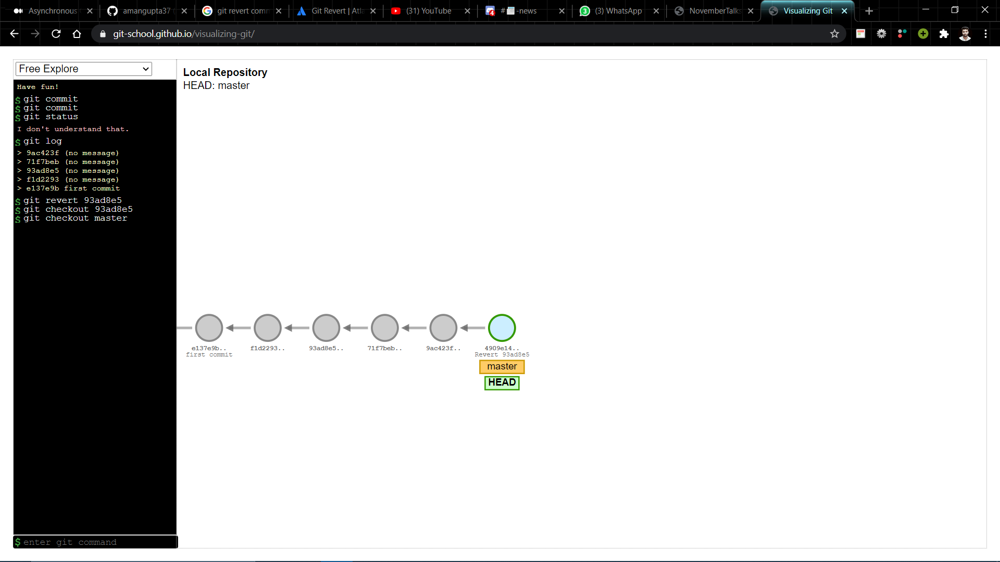 Asynchronous
amangupta37
git revert comm
Git Revert | Atla
(31) YouTube
# -news
(3) WhatsApp
NovemberTalks
Visualizing Git
git-school.github.io/visualizing-git/
Free Explore
Have fun!
$ git commit
$ git commit
$ git status
I don't understand that.
$ git log
> 9ac423f (no message)
> 71f7beb (no message)
> 93ad8e5 (no message)
> f1d2293 (no message)
> e137e9b first commit
$ git revert 93ad8e5
$ git checkout 93ad8e5
$ git checkout master
$ enter git command
Local Repository
HEAD: master
e137e9b..
first commit
f1d2293..
93ad8e5..
71f7beb..
9ac423f..
4909e14..
Revert 93ad8e5
master
HEAD